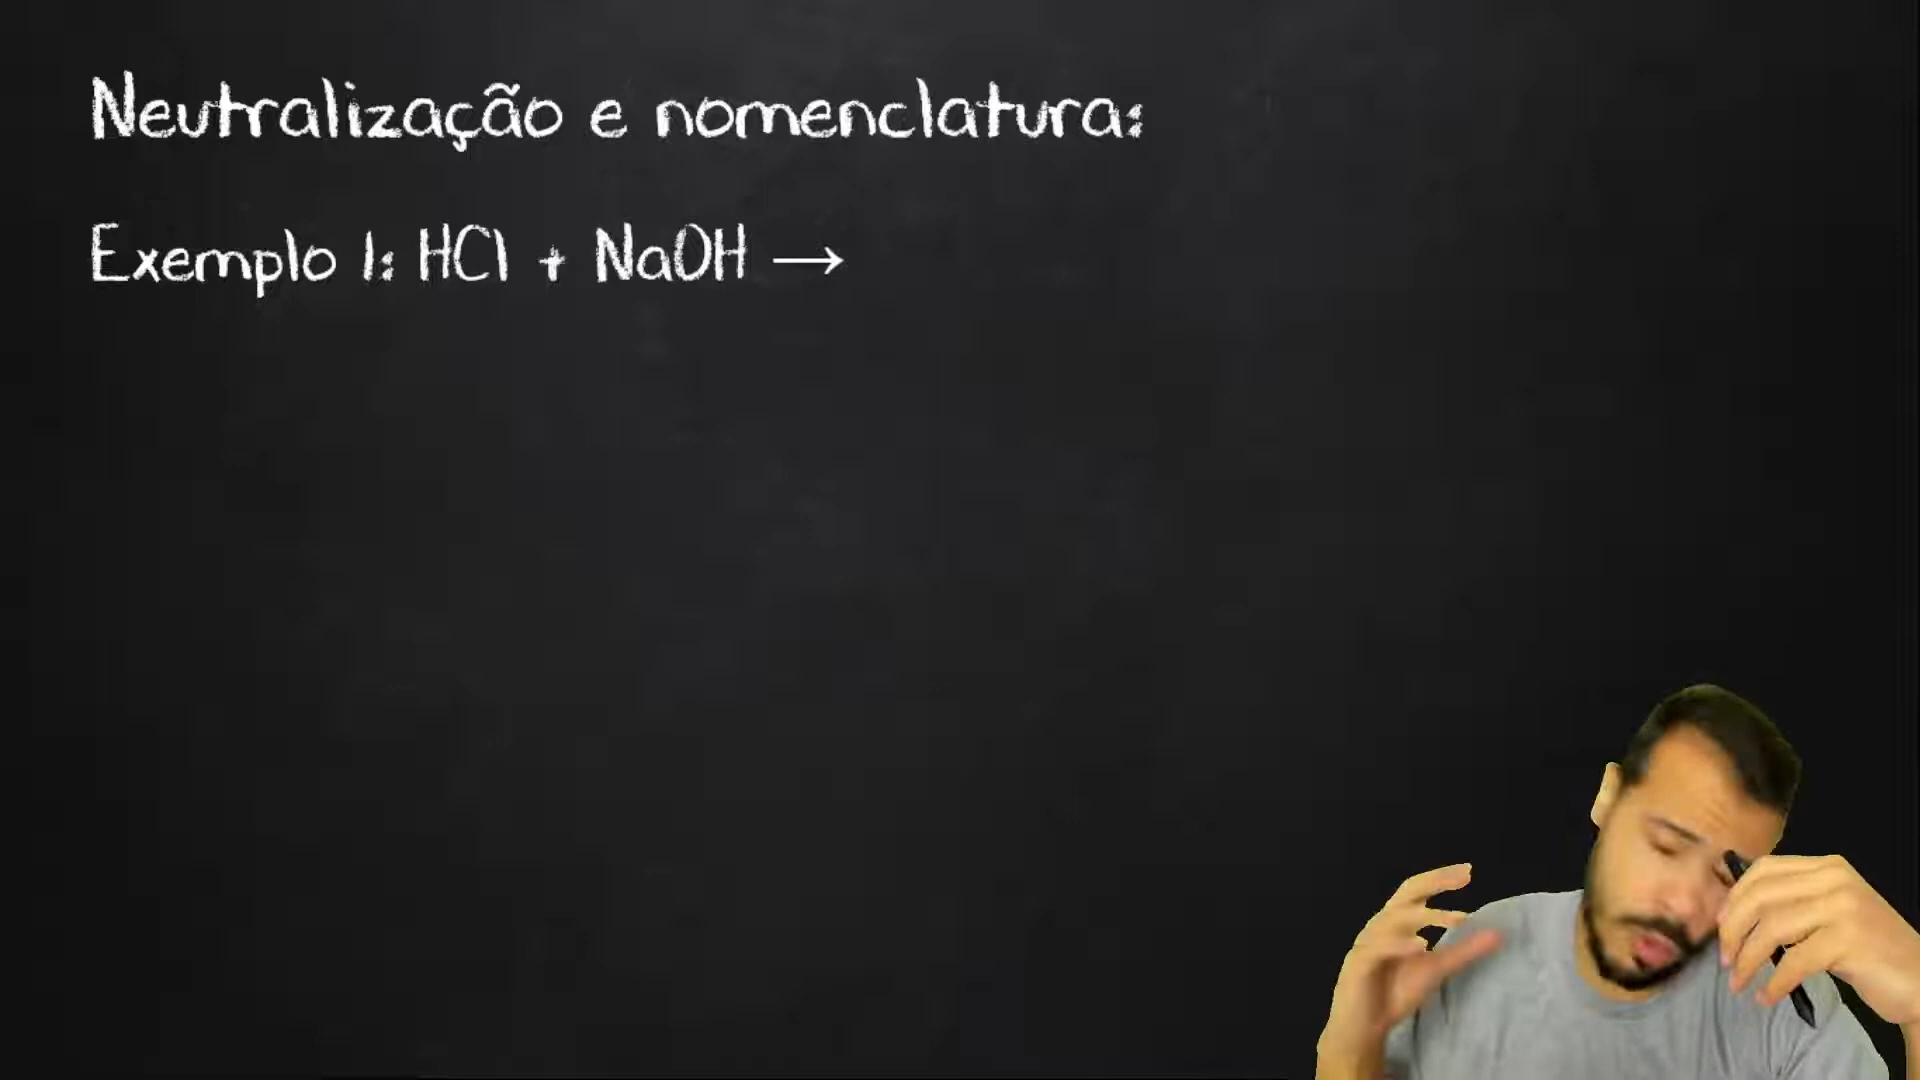 Neutralização e nomenclatura:
Exemplo 1: HCl + NaOH →